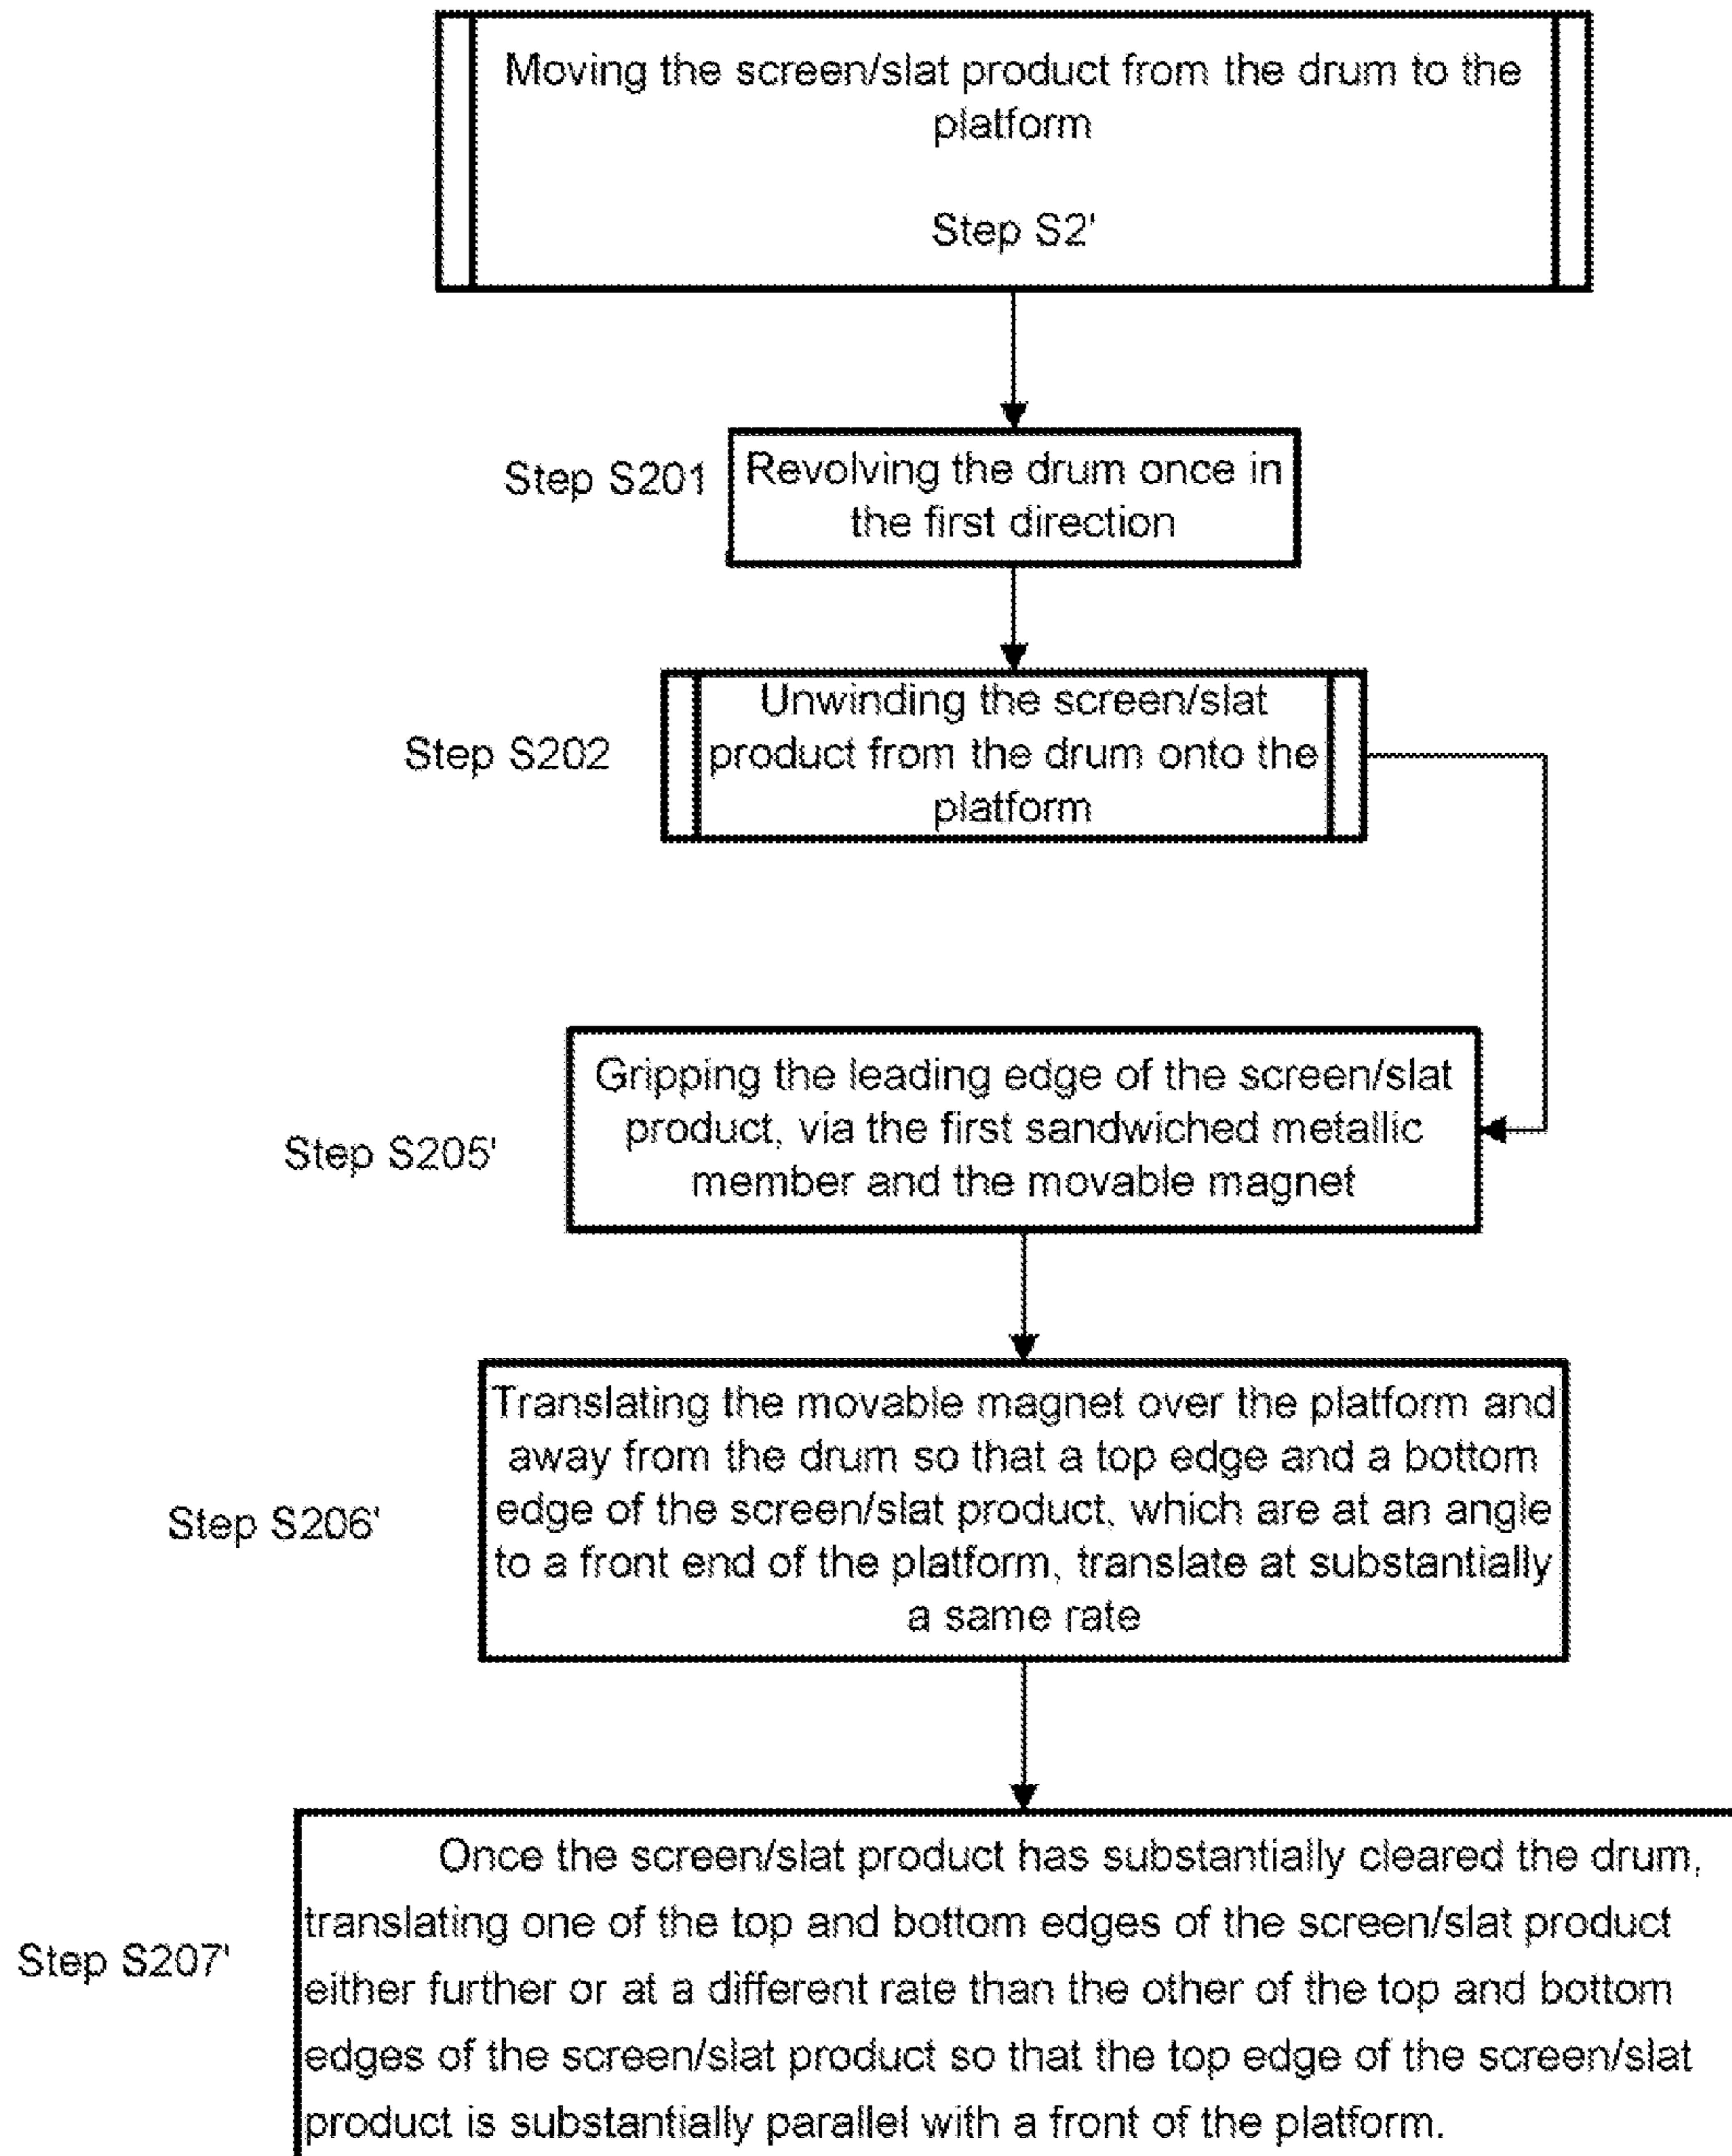 Moving the screen/slat product from the drum to the
platform
Step S2'
Step S201
Revolving the drum once in
the first direction
Step S202
Unwinding the screen/slat
product from the drum onto the
platform
Step S205'
Gripping the leading edge of the screen/slat
product, via the first sandwiched metallic
member and the movable magnet
Step S206'
Translating the movable magnet over the platform and
away from the drum so that a top edge and a bottom
edge of the screen/slat product, which are at an angle
to a front end of the platform, translate at substantially
a same rate
Step S207'
Once the screen/slat product has substantially cleared the drum,
translating one of the top and bottom edges of the screen/slat product
either further or at a different rate than the other of the top and bottom
edges of the screen/slat product so that the top edge of the screen/slat
product is substantially parallel with a front of the platform.